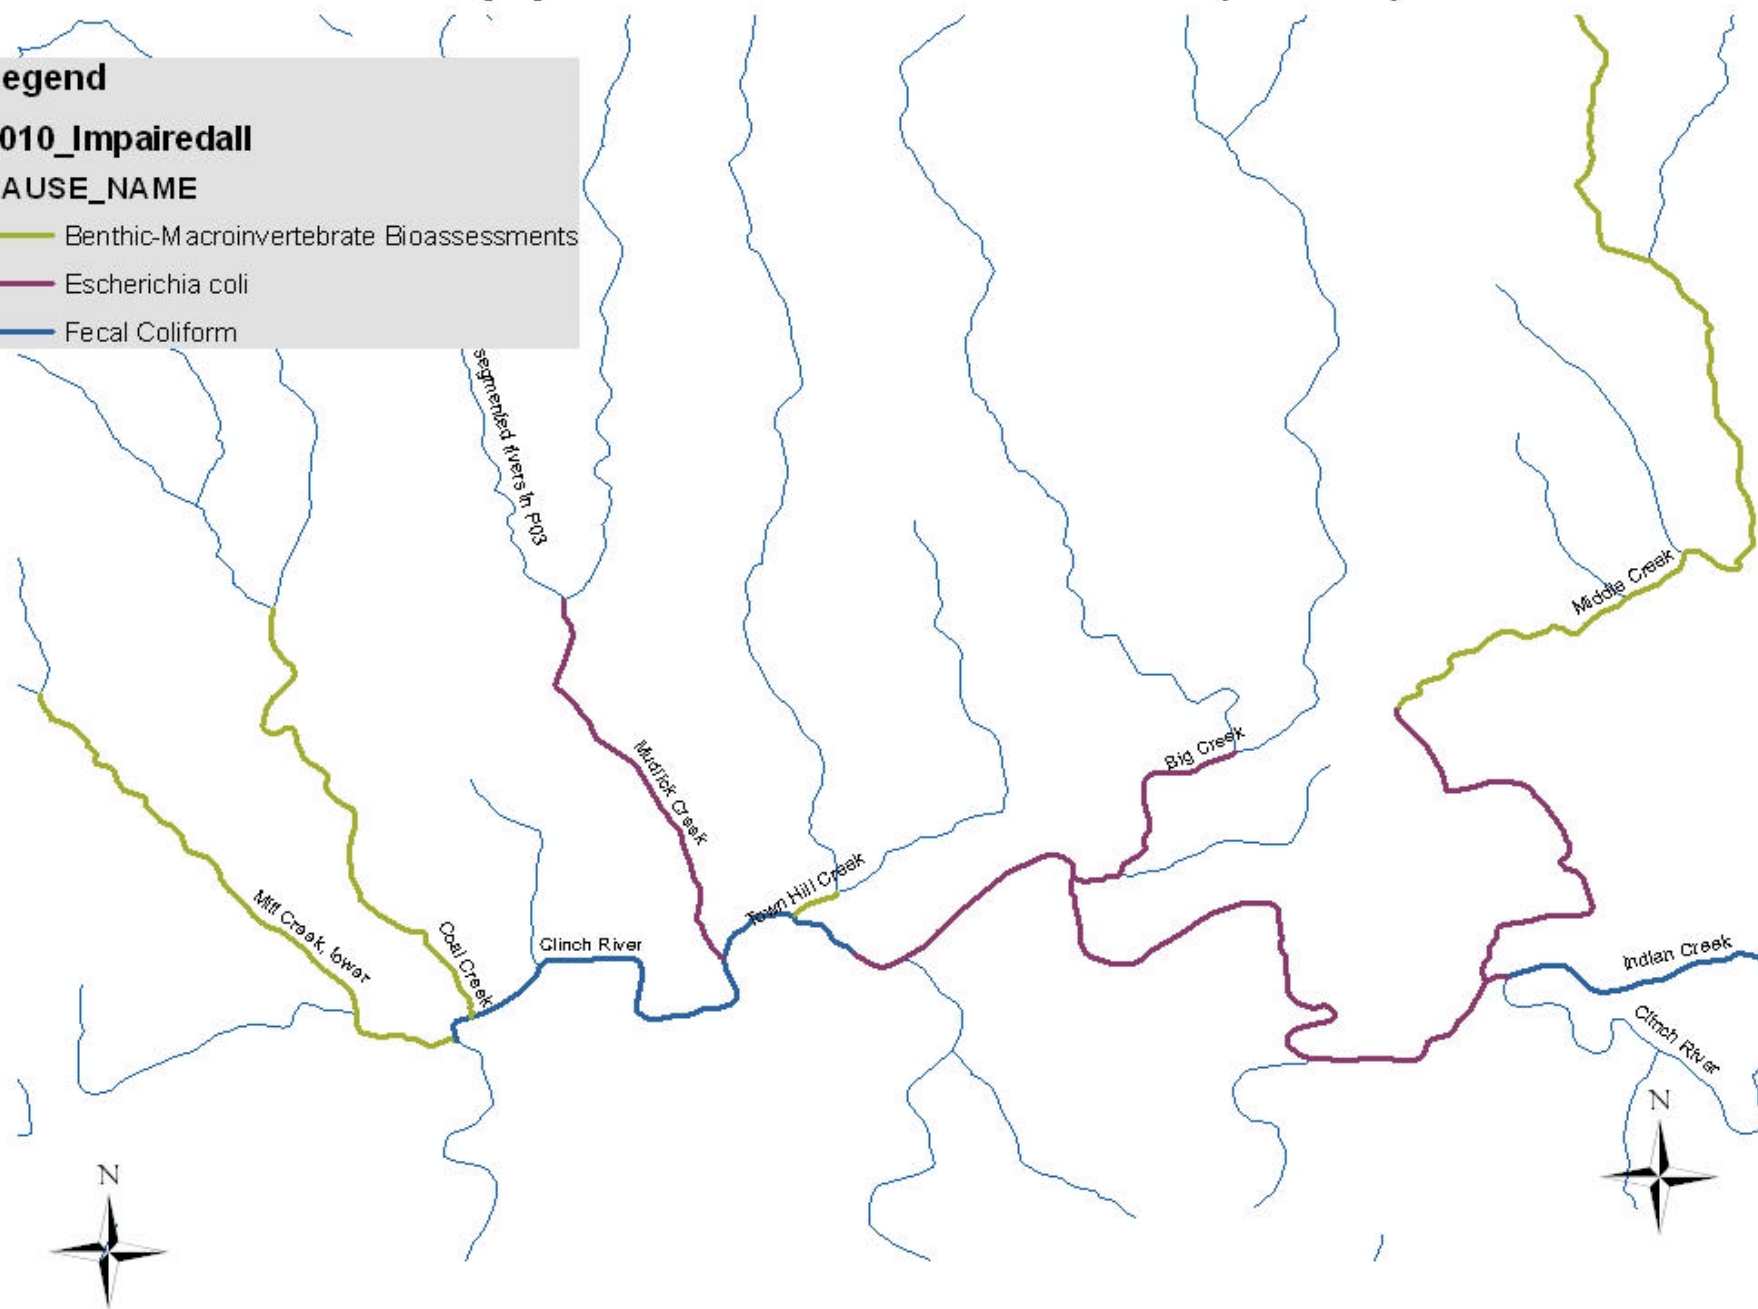 egend
010_Impairedall
AUSE_NAME
Benthic-Macroinvertebrate Bioassessments
Escherichia coli
Fecal Coliform
segmented rivers in P03
Middle Creek
Mudlick Creek
Big Creek
Town Hill Creek
Mill Creek, lower
Coal Creek
Clinch River
Indian Creek
Clinch River
N
N